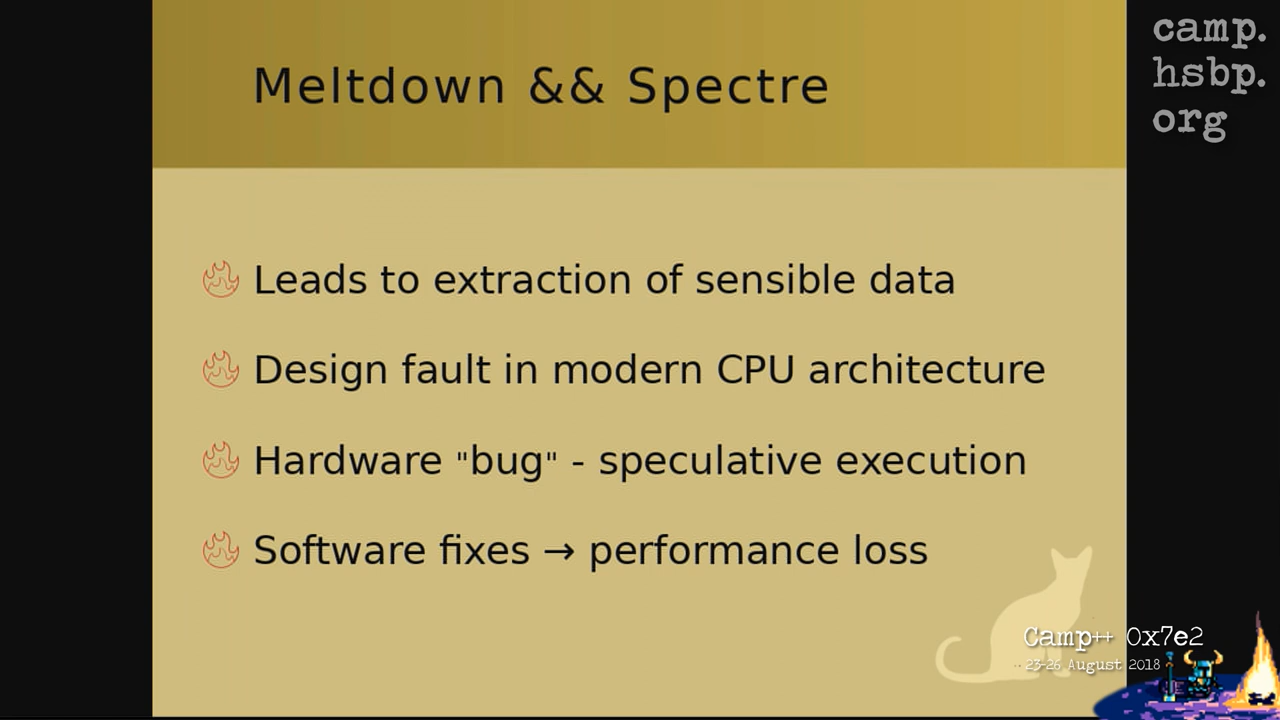 Meltdown && Spectre
Leads to extraction of sensible data
Design fault in modern CPU architecture
Hardware "bug" - speculative execution
Software fixes → performance loss
camp.
hsbp.
org
Camp++ 0x7e2
23-26 August 2018